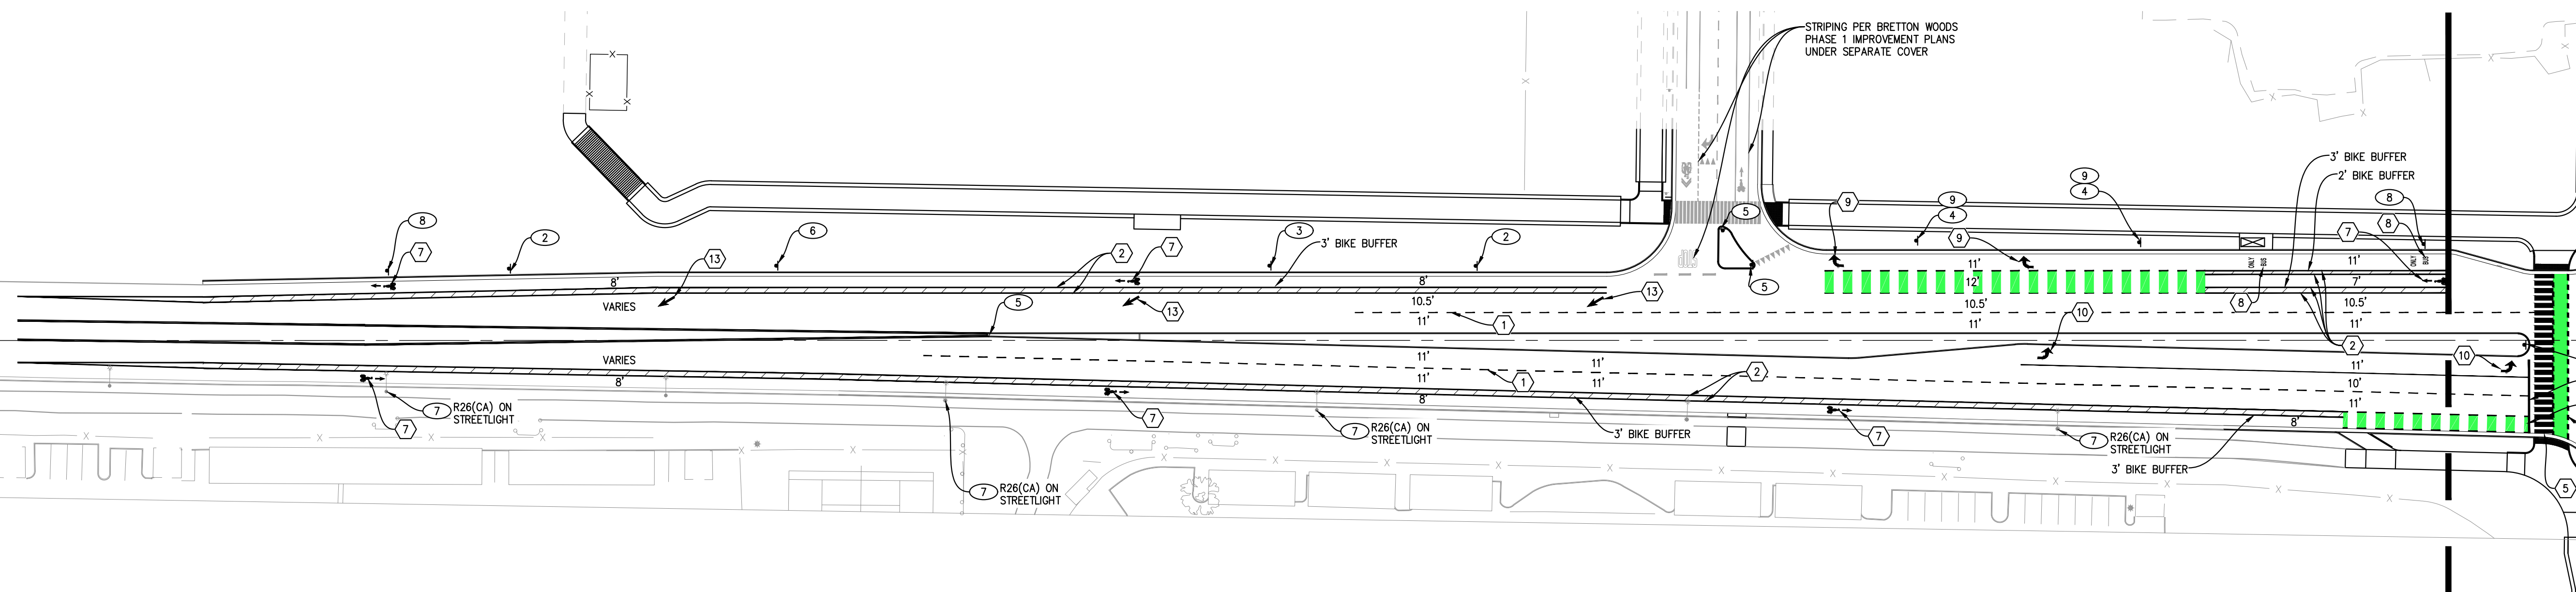 STRIPING PER BRETTON WOODS
PHASE 1 IMPROVEMENT PLANS
UNDER SEPARATE COVER
3' BIKE BUFFER
2' BIKE BUFFER
9
4
9
4
8
9
5
8
7
8
2
6
3
2
7
7
2
3' BIKE BUFFER
9
13
5
ONLY
BUS
ONLY
BUS
8'
8'
11'
11'
12'
7'
13
8
VARIES
5
13
10.5'
10.5'
10.5'
11'
1
11'
10
11'
2
10
VARIES
11'
11'
11'
8'
11'
11'
10'
1
2
8'
11'
7
R26(CA) ON
STREETLIGHT
7
7
7
R26(CA) ON
STREETLIGHT
3' BIKE BUFFER
7
8'
7
R26(CA) ON
STREETLIGHT
3' BIKE BUFFER
7
R26(CA) ON
STREETLIGHT
5